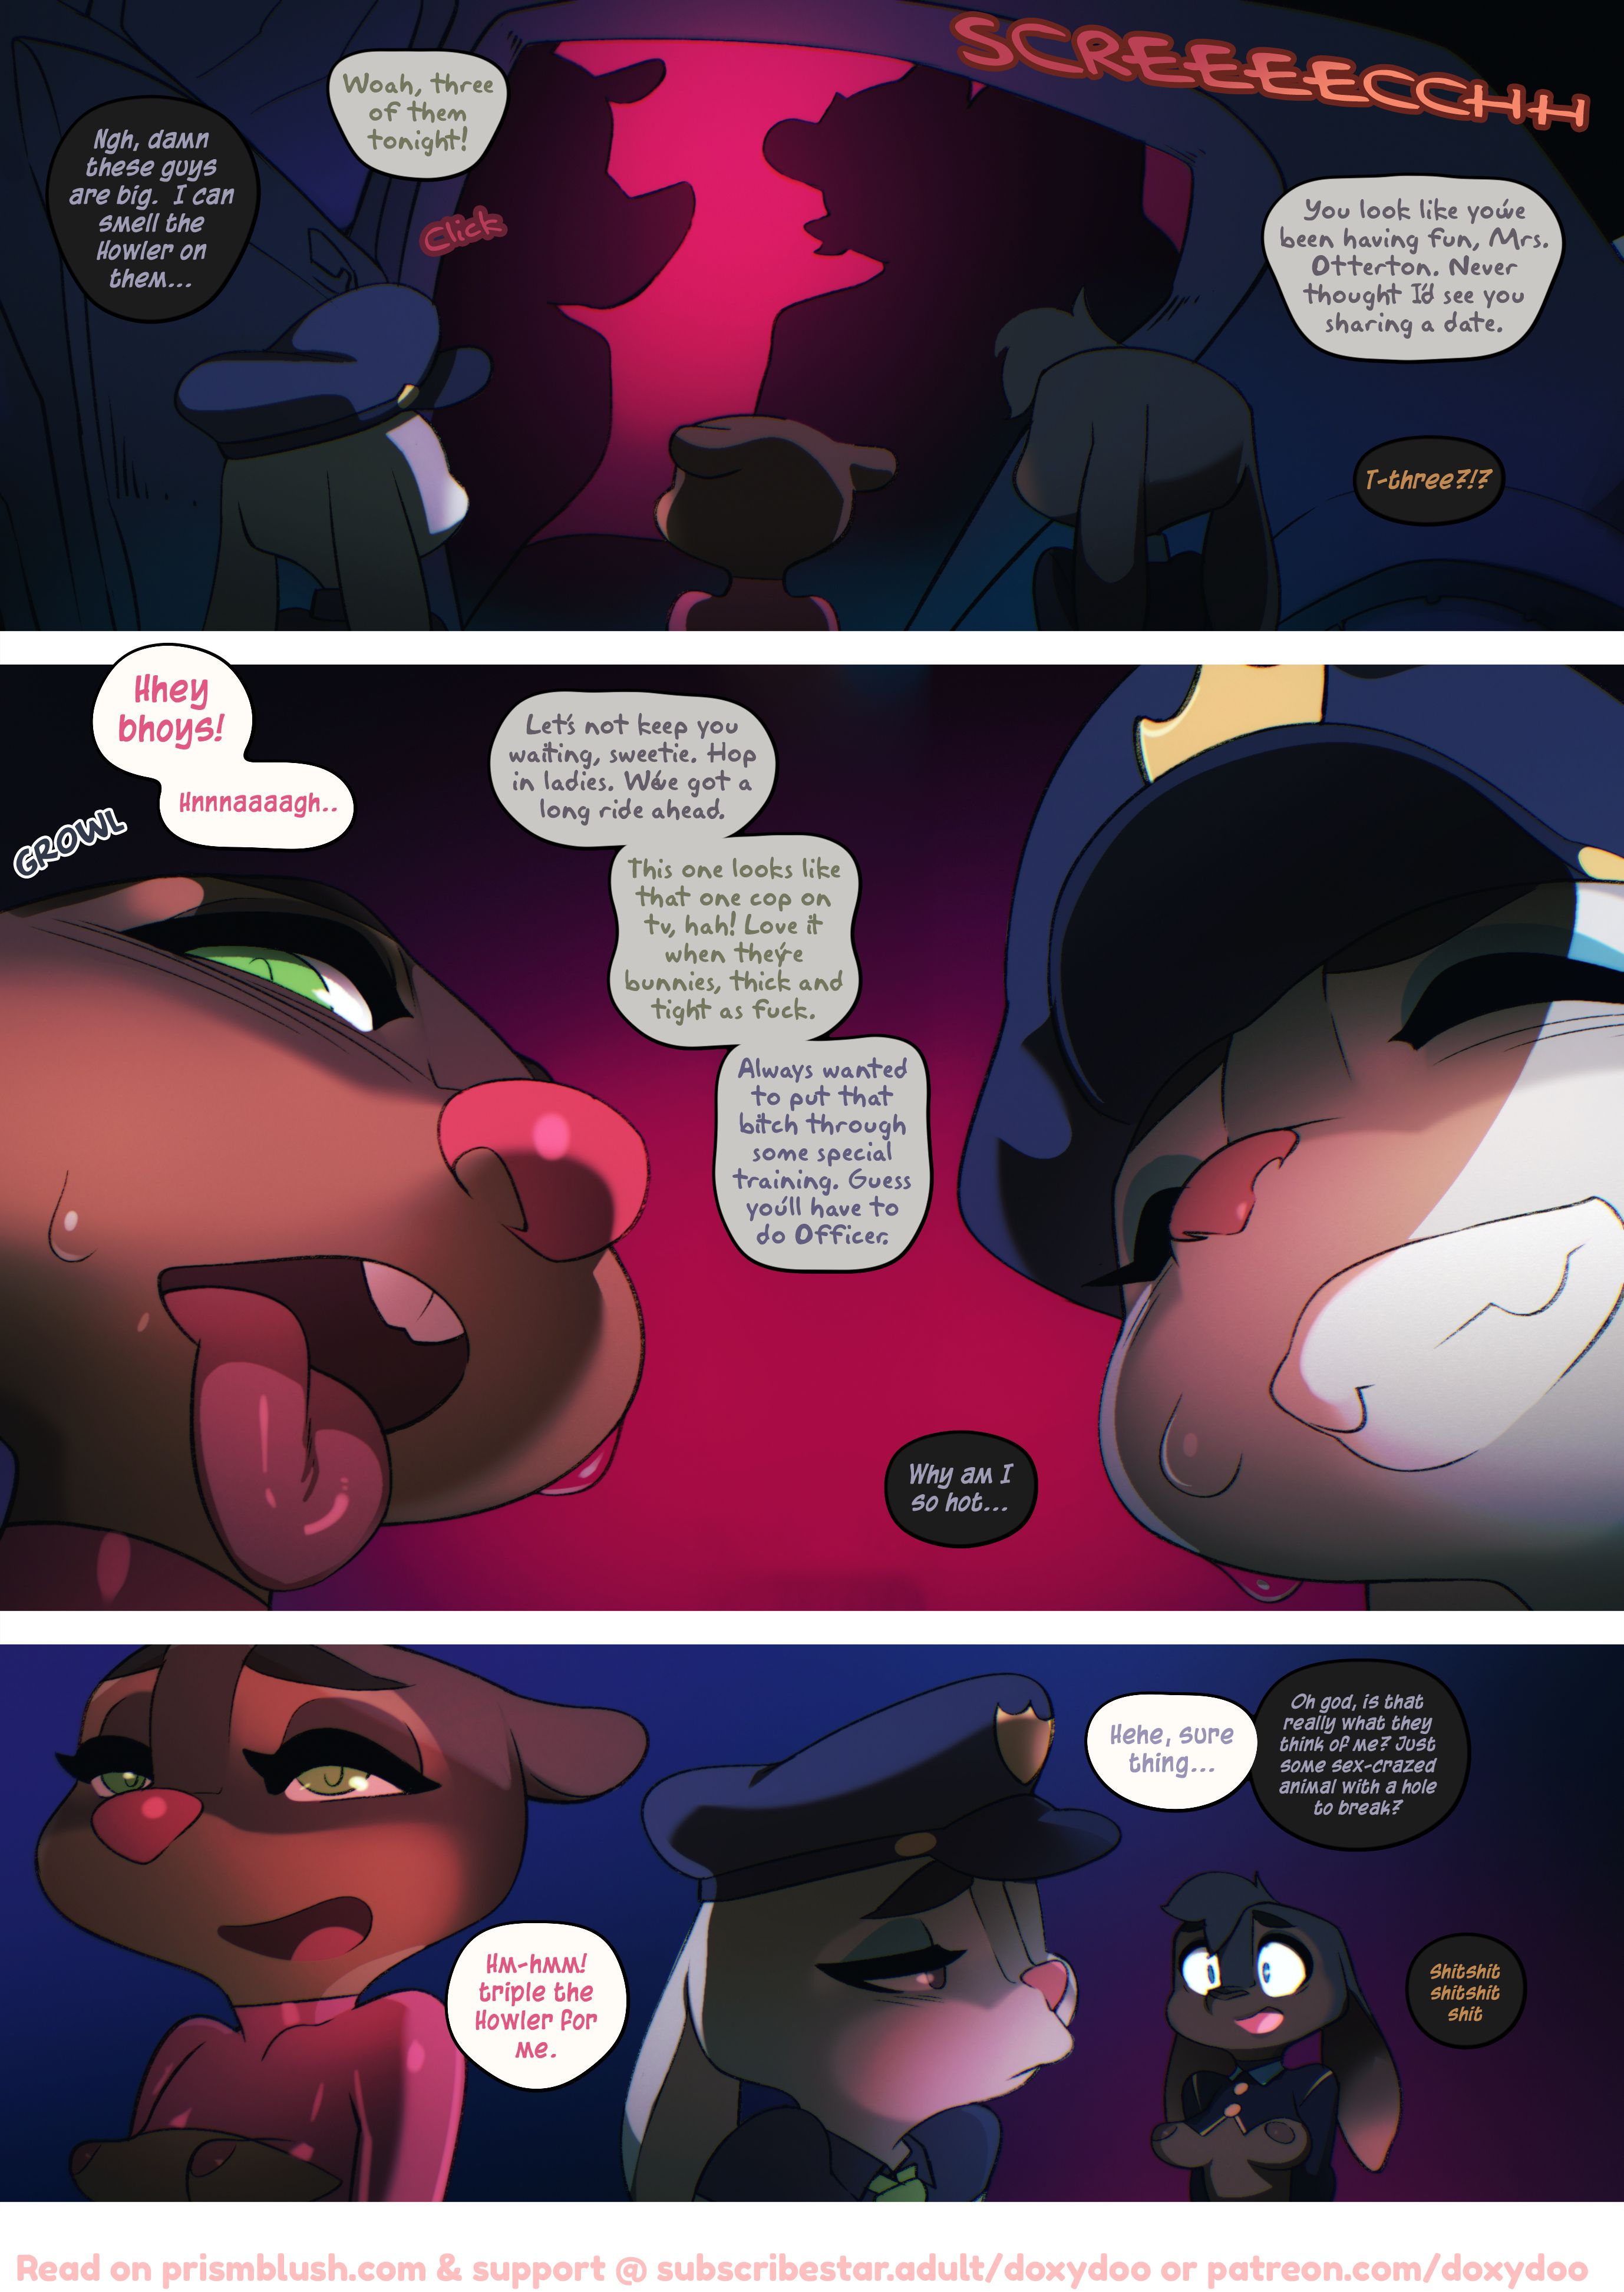 SCREEEECCHH
Woah, three
of them
tonight!
Ngh, damn
these guys
are big. I can
smell the
Howler on
them...
Click
You look like you've
been having fun, Mrs.
Otterton. Never
thought I'd see you
sharing a date.
T-three?!?
Hhey
bhoys!
Hnnnaaaagh..
GROWL
Let's not keep you
waiting, sweetie. Hop
in ladies. We've got a
long ride ahead.
This one looks like
that one cop on
tv, hah! Love it
when they're
bunnies, thick and
tight as fuck.
Always wanted
to put that
bitch through
some special
training. Guess
you'll have to
do Officer.
Why am I
so hot...
Hehe, sure
thing...
Oh god, is that
really what they
think of me? Just
some sex-crazed
animal with a hole
to break?
Hm-hmm!
triple the
Howler for
me.
Shitshit
shitshit
shit
Read on prismblush.com & support @ subscribestar.adult/doxydoo or patreon.com/doxydoo